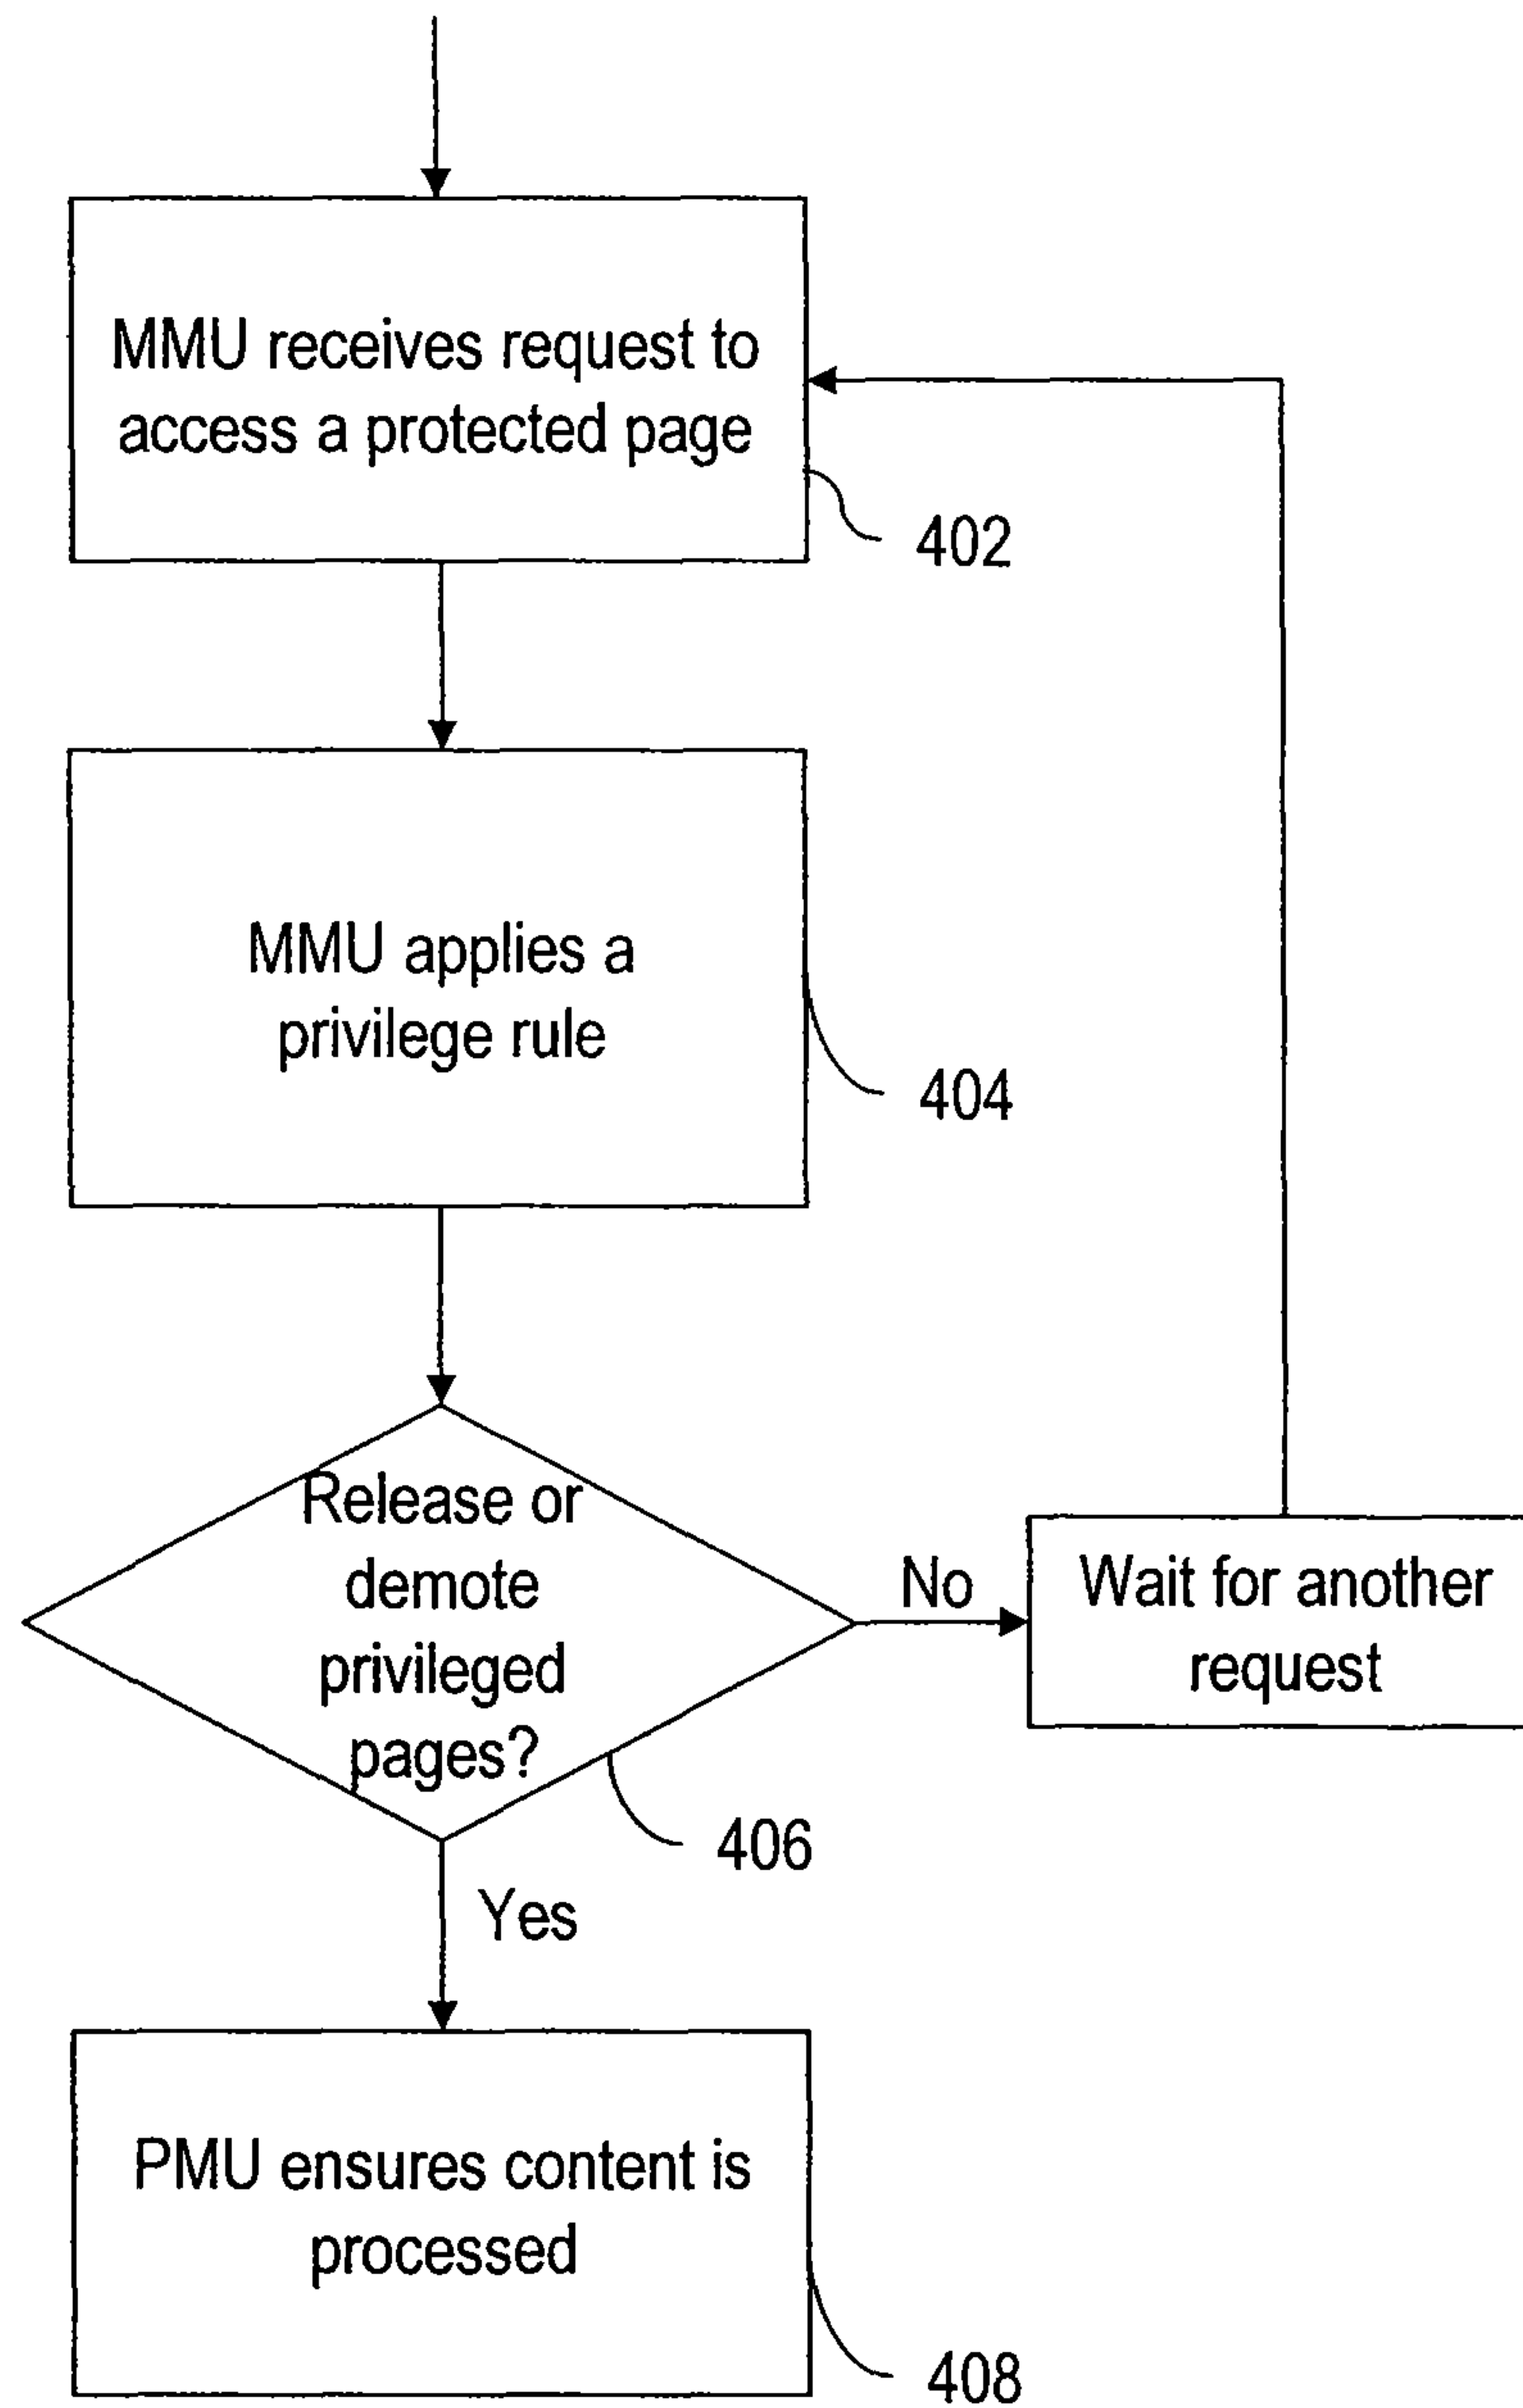 MMU receives request to
access a protected page
402
MMU applies a
privilege rule
404
Release or
demote
privileged
pages?
406
No
Wait for another
request
Yes
PMU ensures content is
processed
408